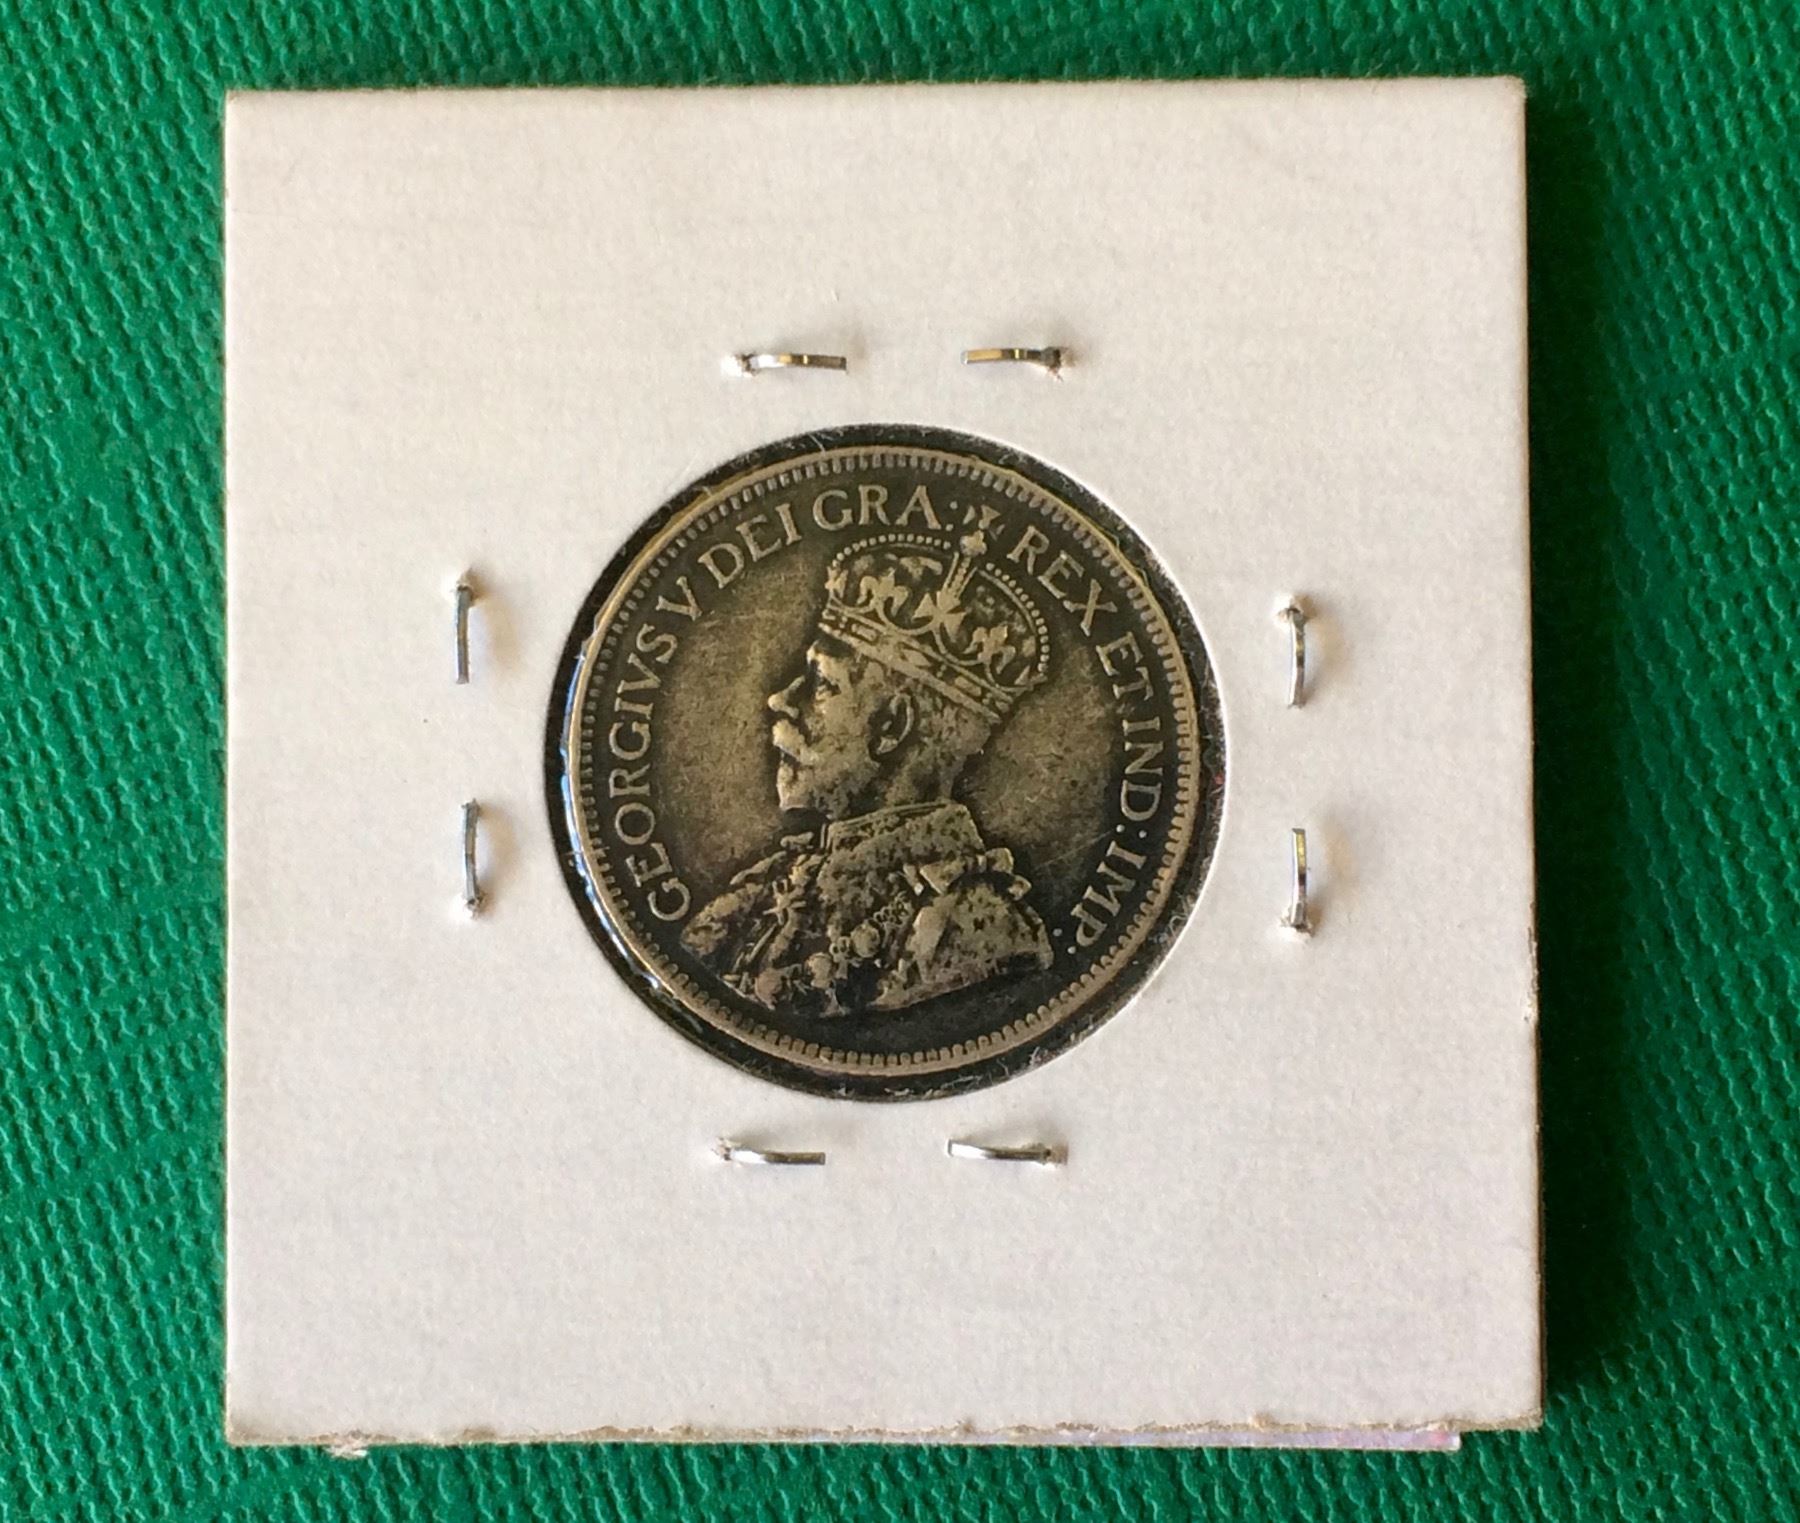 GEORGIVS V DEI GRA: REX ET IND: IMP: